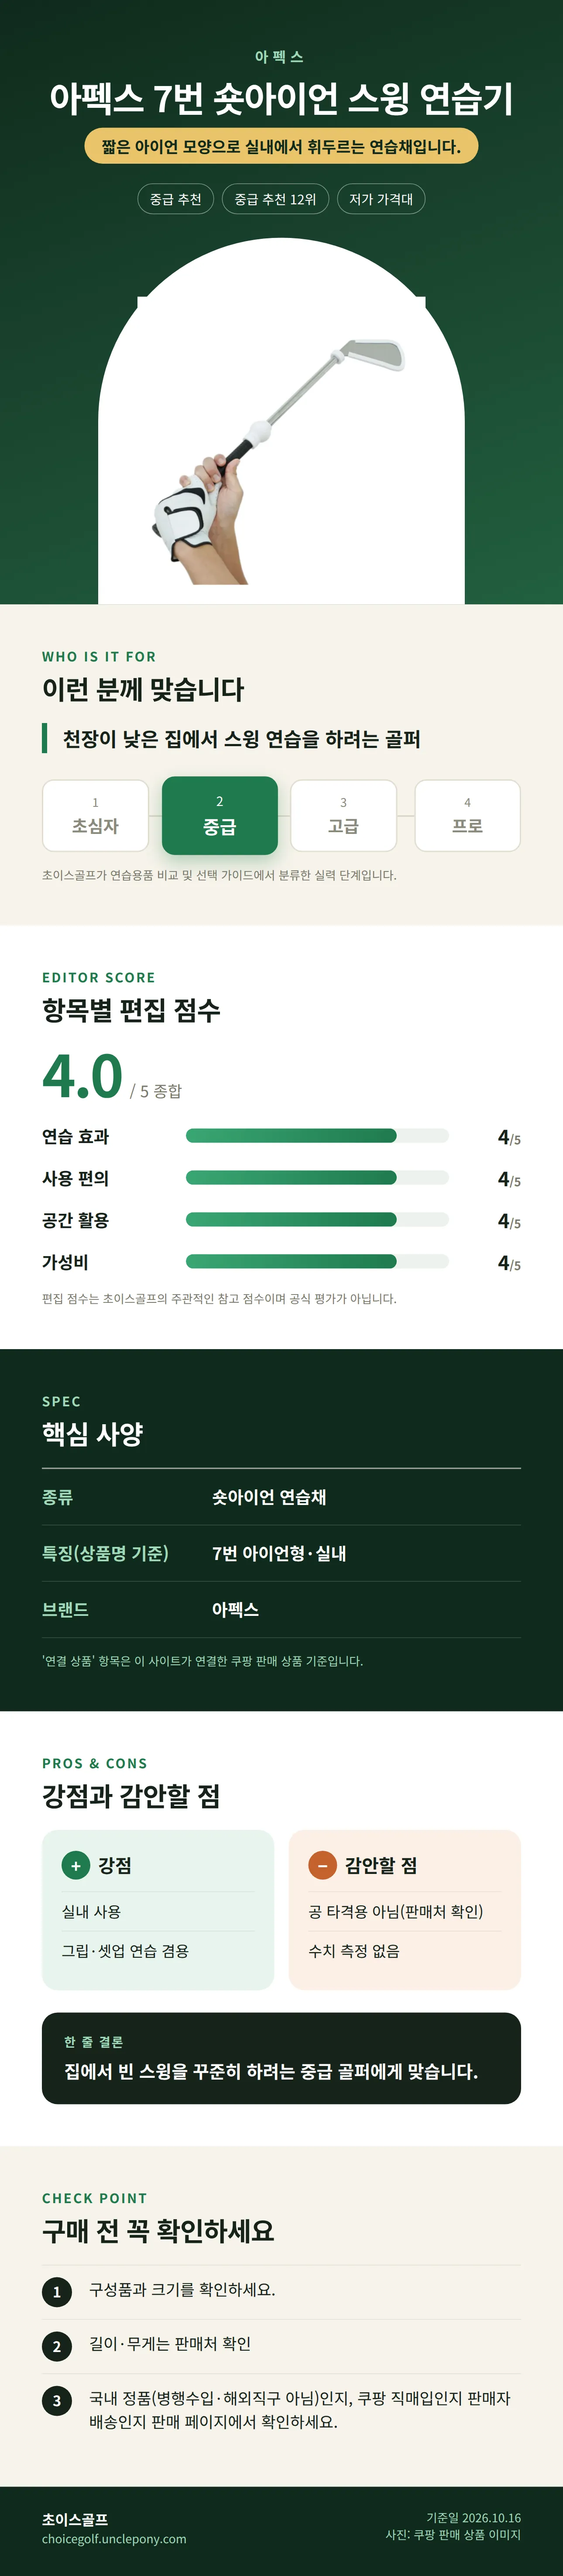 아펙스
아펙스 7번 숏아이언 스윙 연습기
짧은 아이언 모양으로 실내에서 휘두르는 연습채입니다.
중급 추천
중급 추천 12위
저가 가격대
WHO IS IT FOR
이런 분께 맞습니다
천장이 낮은 집에서 스윙 연습을 하려는 골퍼
1
초심자
2
중급
3
고급
4
프로
초이스골프가 연습용품 비교 및 선택 가이드에서 분류한 실력 단계입니다.
EDITOR SCORE
항목별 편집 점수
4.0 / 5 종합
연습 효과 4/5
사용 편의 4/5
공간 활용 4/5
가성비 4/5
편집 점수는 초이스골프의 주관적인 참고 점수이며 공식 평가가 아닙니다.
SPEC
핵심 사양
종류 숏아이언 연습채
특징(상품명 기준) 7번 아이언형·실내
브랜드 아펙스
'연결 상품' 항목은 이 사이트가 연결한 쿠팡 판매 상품 기준입니다.
PROS & CONS
강점과 감안할 점
+ 강점
실내 사용
그립·셋업 연습 겸용
− 감안할 점
공 타격용 아님(판매처 확인)
수치 측정 없음
한 줄 결론
집에서 빈 스윙을 꾸준히 하려는 중급 골퍼에게 맞습니다.
CHECK POINT
구매 전 꼭 확인하세요
1 구성품과 크기를 확인하세요.
2 길이·무게는 판매처 확인
3 국내 정품(병행수입·해외직구 아님)인지, 쿠팡 직매입인지 판매자
배송인지 판매 페이지에서 확인하세요.
초이스골프
choicegolf.unclepony.com
기준일 2026.10.16
사진: 쿠팡 판매 상품 이미지